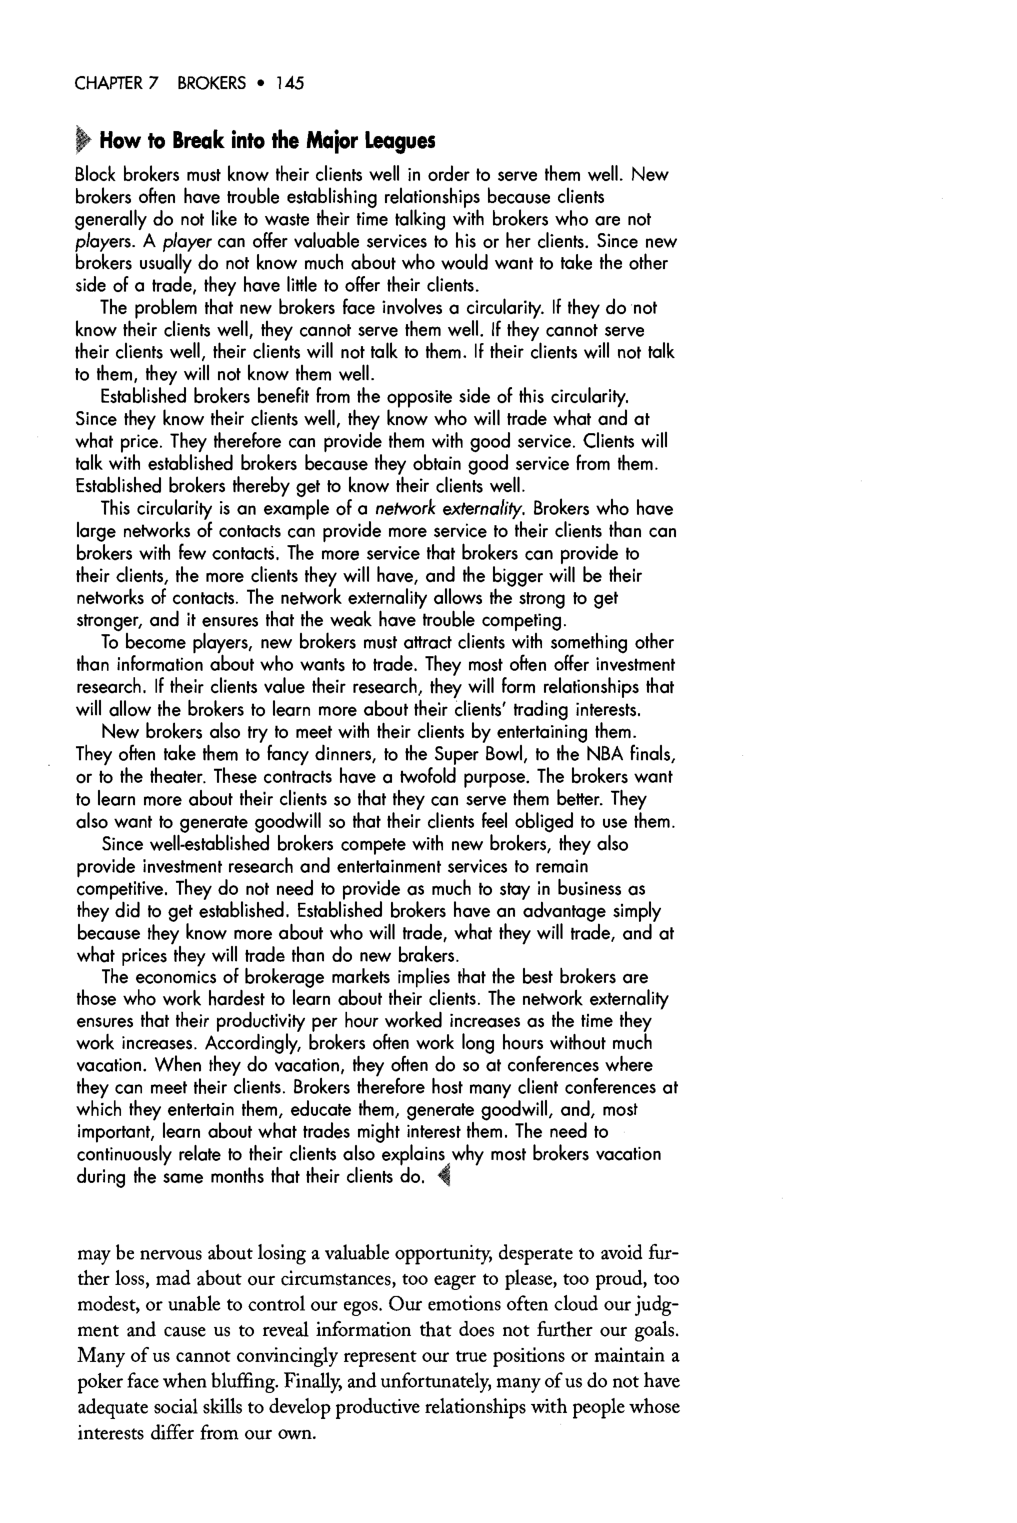 CHAPTER 7 BROKERS • 145
How to Break into the Major Leagues
Block brokers must know their clients well in order to serve them well. New
brokers often have trouble establishing relationships because clients
generally do not like to waste their time talking with brokers who are not
players. A player can offer valuable services to his or her clients. Since new
brokers usually do not know much about who would want to take the other
side of a trade, they have little to offer their clients.
The problem that new brokers face involves a circularity. If they do not
know their clients well, they cannot serve them well. If they cannot serve
their clients well, their clients will not talk to them. If their clients will not talk
to them, they will not know them well.
Established brokers benefit from the opposite side of this circularity.
Since they know their clients well, they know who will trade what and at
what price. They therefore can provide them with good service. Clients will
talk with established brokers because they obtain good service from them.
Established brokers thereby get to know their clients well.
This circularity is an example of a network externality. Brokers who have
large networks of contacts can provide more service to their clients than can
brokers with few contacts. The more service that brokers can provide to
their clients, the more clients they will have, and the bigger will be their
networks of contacts. The network externality allows the strong to get
stronger, and it ensures that the weak have trouble competing.
To become players, new brokers must attract clients with something other
than information about who wants to trade. They most often offer investment
research. If their clients value their research, they will form relationships that
will allow the brokers to learn more about their clients' trading interests.
New brokers also try to meet with their clients by entertaining them.
They often take them to fancy dinners, to the Super Bowl, to the NBA finals,
or to the theater. These contracts have a twofold purpose. The brokers want
to learn more about their clients so that they can serve them better. They
also want to generate goodwill so that their clients feel obliged to use them.
Since well-established brokers compete with new brokers, they also
provide investment research and entertainment services to remain
competitive. They do not need to provide as much to stay in business as
they did to get established. Established brokers have an advantage simply
because they know more about who will trade, what they will trade, and at
what prices they will trade than do new brakers.
The economics of brokerage markets implies that the best brokers are
those who work hardest to learn about their clients. The network externality
ensures that their productivity per hour worked increases as the time they
work increases. Accordingly, brokers often work long hours without much
vacation. When they do vacation, they often do so at conferences where
they can meet their clients. Brokers therefore host many client conferences at
which they entertain them, educate them, generate goodwill, and, most
important, learn about what trades might interest them. The need to
continuously relate to their clients also explains why most brokers vacation
during the same months that their clients do.
may be nervous about losing a valuable opportunity, desperate to avoid fur-
ther loss, mad about our circumstances, too eager to please, too proud, too
modest, or unable to control our egos. Our emotions often cloud our judg-
ment and cause us to reveal information that does not further our goals.
Many of us cannot convincingly represent our true positions or maintain a
poker face when bluffing. Finally, and unfortunately, many of us do not have
adequate social skills to develop productive relationships with people whose
interests differ from our own.